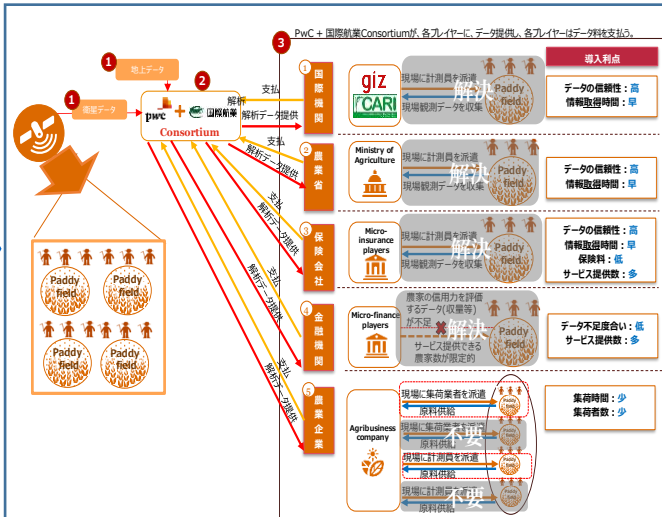 3
PwC + 国際航業Consortiumが、各プレイヤーに、データ提供し、各プレイヤーはデータ料を支払う。
1
地上データ
1
衛星データ
2
pwc
+
国際航業
Consortium
支払
解析
解析データ提供
支払
解析データ提供
支払
解析データ提供
支払
解析データ提供
支払
解析データ提供
Paddy field
Paddy field
Paddy field
Paddy field
導入利点
1
国際機関
giz
CARI
現場に計測員を派遣
現場観測データを収集
解決
Paddy field
データの信頼性：高
情報取得時間：早
2
農業省
Ministry of Agriculture
現場に計測員を派遣
現場観測データを収集
解決
Paddy field
データの信頼性：高
情報取得時間：早
3
保険会社
Micro-insurance players
現場に計測員を派遣
現場観測データを収集
解決
Paddy field
データの信頼性：高
情報取得時間：早
保険料：低
サービス提供数：多
4
金融機関
Micro-finance players
農家の信用力を評価
するデータ(収量等)
が不足
解決
サービス提供できる
農家数が限定的
Paddy field
データ不足度合い：低
サービス提供数：多
5
農業企業
Agribusiness company
現場に集荷業者を派遣
原料供給
Paddy field
現場に集荷業者を派遣
原料供給
不要
Paddy field
現場に計測員を派遣
原料供給
Paddy field
現場に計測員を派遣
原料供給
不要
Paddy field
集荷時間：少
集荷者数：少